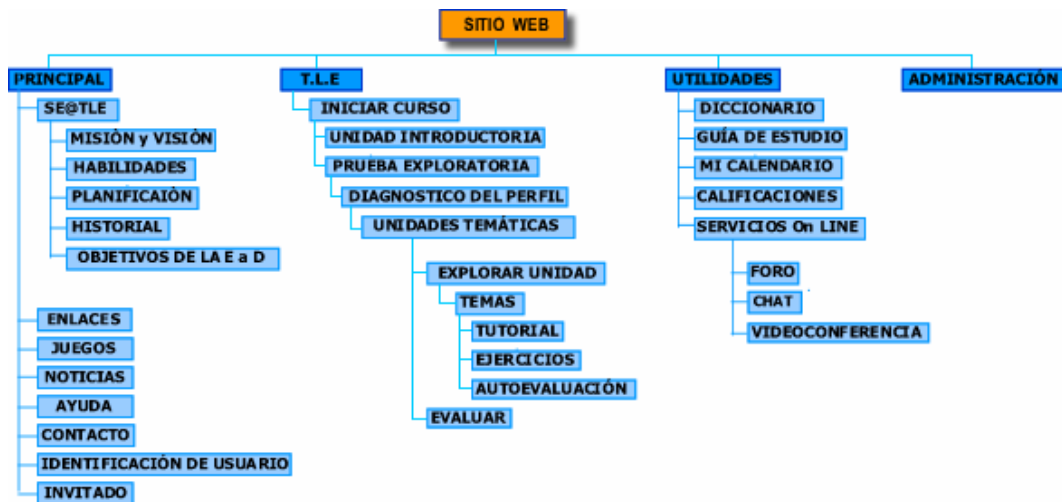 SITIO WEB
PRINCIPAL
SE@TLE
MISIÒN y VISIÒN
HABILIDADES
PLANIFICAIÓN
HISTORIAL
OBJETIVOS DE LA E a D
ENLACES
JUEGOS
NOTICIAS
AYUDA
CONTACTO
IDENTIFICACIÓN DE USUARIO
INVITADO
T.L.E
INICIAR CURSO
UNIDAD INTRODUCTORIA
PRUEBA EXPLORATORIA
DIAGNOSTICO DEL PERFIL
UNIDADES TEMÁTICAS
EXPLORAR UNIDAD
TEMAS
TUTORIAL
EJERCICIOS
AUTOEVALUACIÓN
EVALUAR
UTILIDADES
DICCIONARIO
GUÍA DE ESTUDIO
MI CALENDARIO
CALIFICACIONES
SERVICIOS On LINE
FORO
CHAT
VIDEOCONFERENCIA
ADMINISTRACIÓN